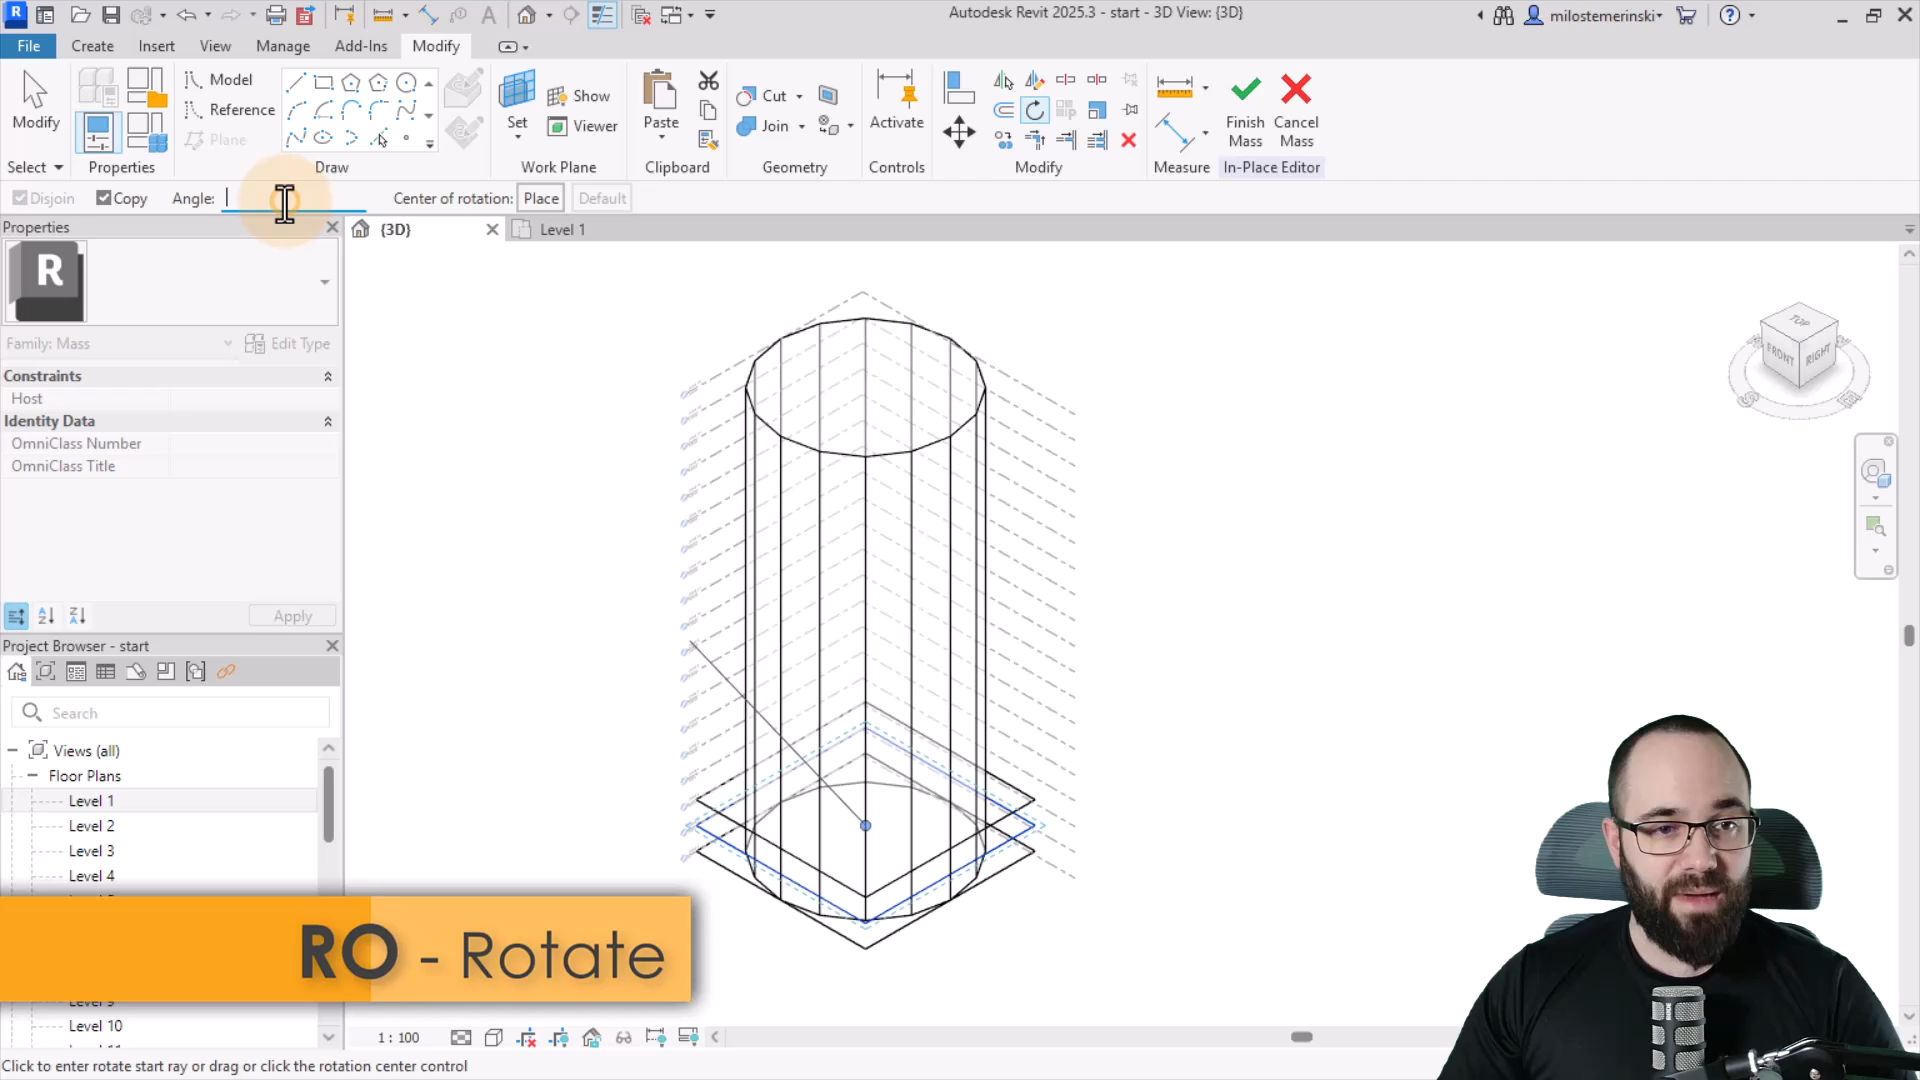 Autodesk Revit 2025.3 - start - 3D View: {3D}
milostemerinski
File
Create
Insert
View
Manage
Add-Ins
Modify
Modify
Select
Properties
Model
Reference
Plane
Draw
Set
Show
Viewer
Work Plane
Paste
Clipboard
Cut
Join
Geometry
Activate
Controls
Modify
Measure
Finish
Mass
Cancel
Mass
In-Place Editor
Disjoin
Copy
Angle:
Center of rotation:
Place
Default
Properties
{3D}
Level 1
R
Family: Mass
Edit Type
Constraints
Host
Identity Data
OmniClass Number
OmniClass Title
Apply
TOP
FRONT
RIGHT
Project Browser - start
Search
Views (all)
Floor Plans
Level 1
Level 2
Level 3
Level 4
RO - Rotate
Level 9
Level 10
1 : 100
Click to enter rotate start ray or drag or click the rotation center control